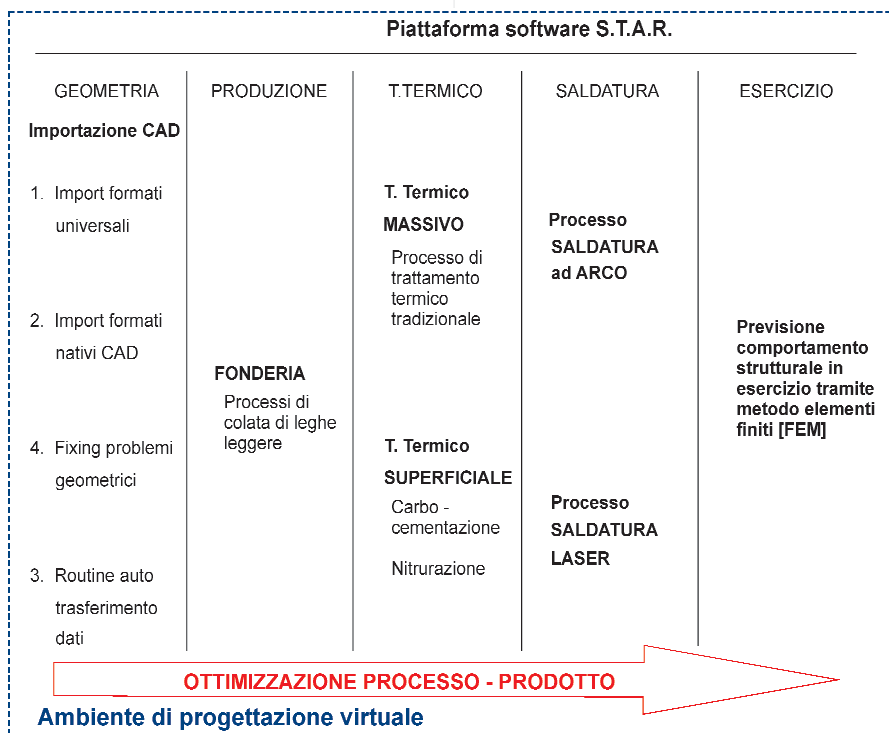 Piattaforma software S.T.A.R.
GEOMETRIA
PRODUZIONE
T.TERMICO
SALDATURA
ESERCIZIO
Importazione CAD
1. Import formati
universali
2. Import formati
nativi CAD
4. Fixing problemi
geometrici
3. Routine auto
trasferimento
dati
FONDERIA
Processi di
colata di leghe
leggere
T. Termico
MASSIVO
Processo di
trattamento
termico
tradizionale
T. Termico
SUPERFICIALE
Carbo -
cementazione
Nitrurazione
Processo
SALDATURA
ad ARCO
Processo
SALDATURA
LASER
Previsione
comportamento
strutturale in
esercizio tramite
metodo elementi
finiti [FEM]
OTTIMIZZAZIONE PROCESSO - PRODOTTO
Ambiente di progettazione virtuale